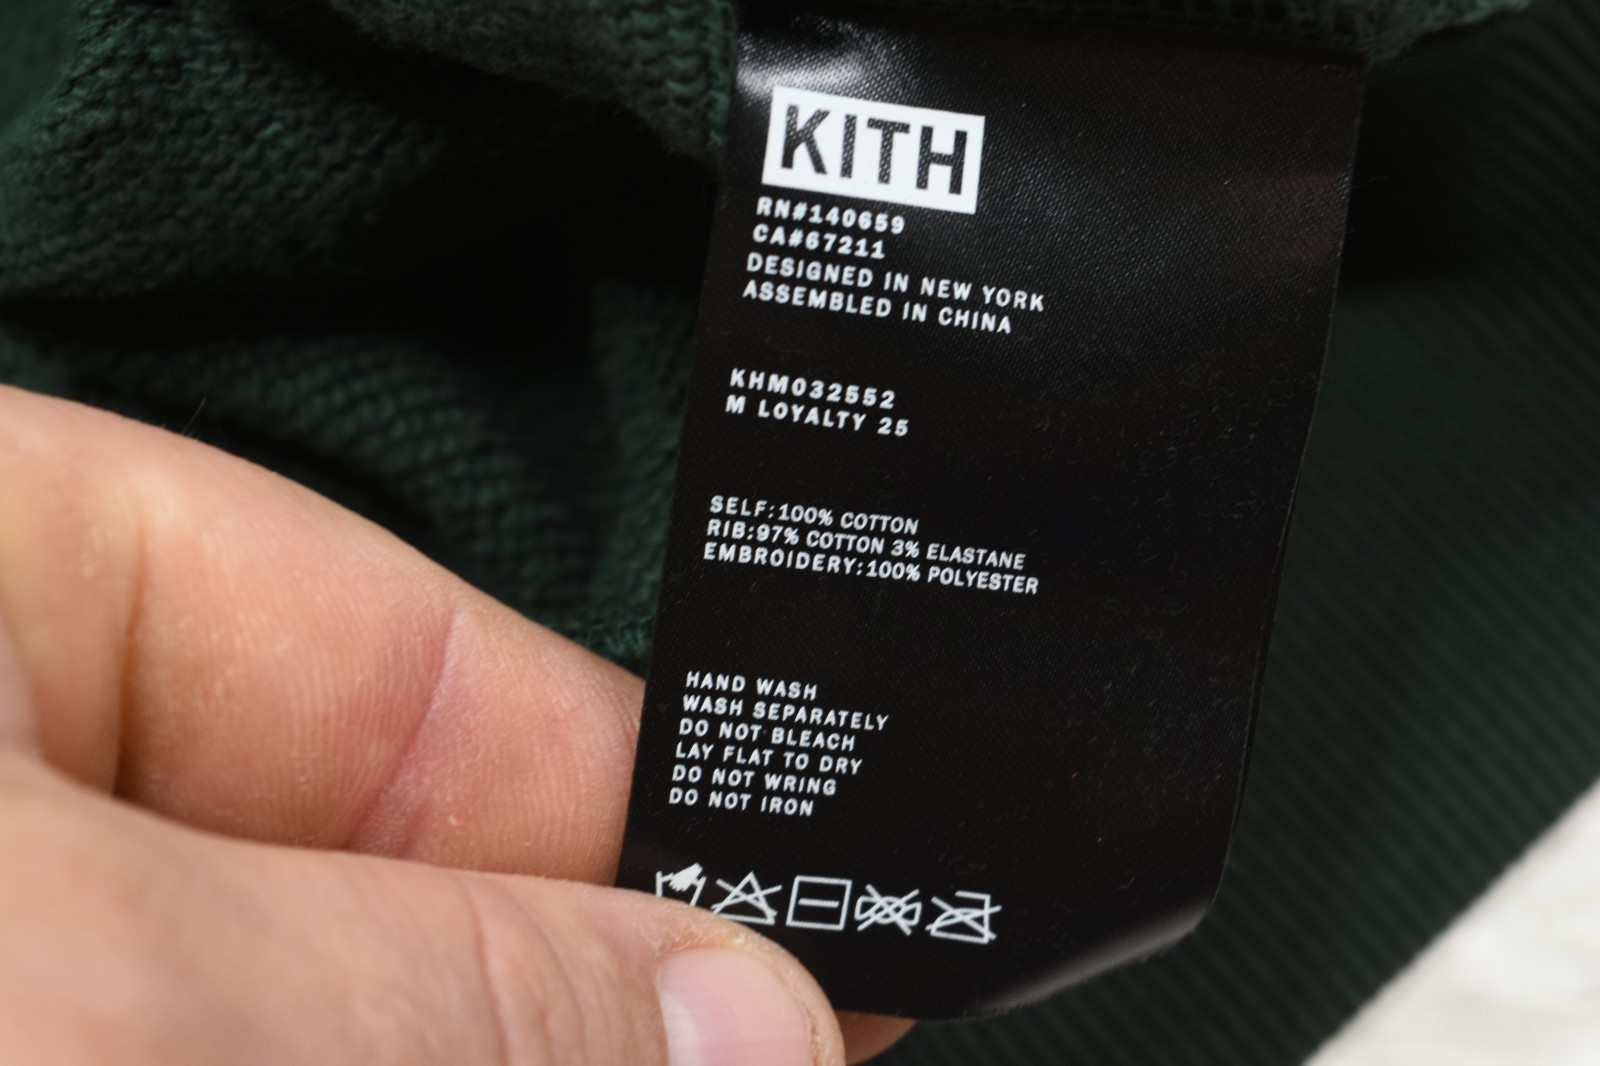 KITH
RN#140659
CA#67211
DESIGNED IN NEW YORK
ASSEMBLED IN CHINA
KHM032552
M LOYALTY 25
SELF:100% COTTON
RIB:97% COTTON 3% ELASTANE
EMBROIDERY:100% POLYESTER
HAND WASH
WASH SEPARATELY
DO NOT BLEACH
LAY FLAT TO DRY
DO NOT WRING
DO NOT IRON